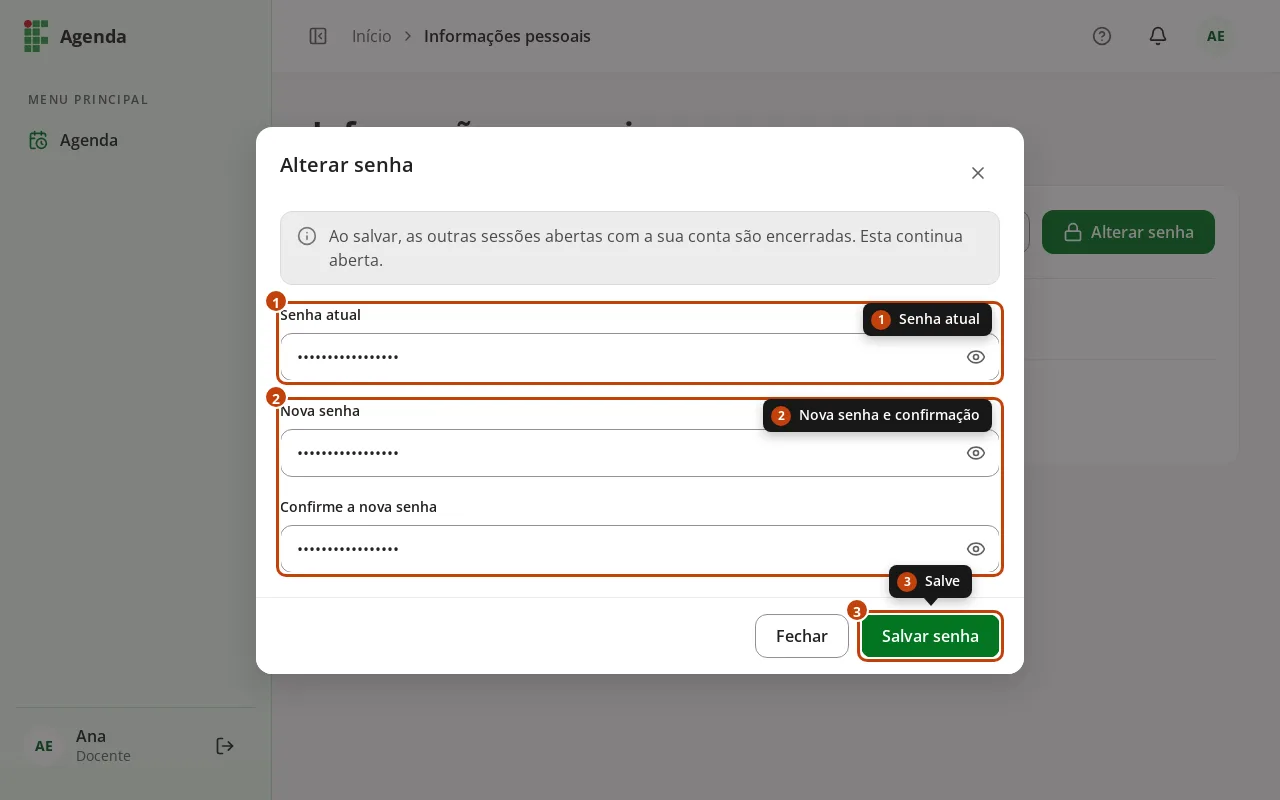 Agenda
Início > Informações pessoais
AE
MENU PRINCIPAL
Agenda
Alterar senha
Alterar senha
Ao salvar, as outras sessões abertas com a sua conta são encerradas. Esta continua
aberta.
1
Senha atual
1 Senha atual
•••••••••••••••••
2
Nova senha
2 Nova senha e confirmação
•••••••••••••••••
Confirme a nova senha
•••••••••••••••••
3 Salve
3
Fechar
Salvar senha
AE
Ana
Docente